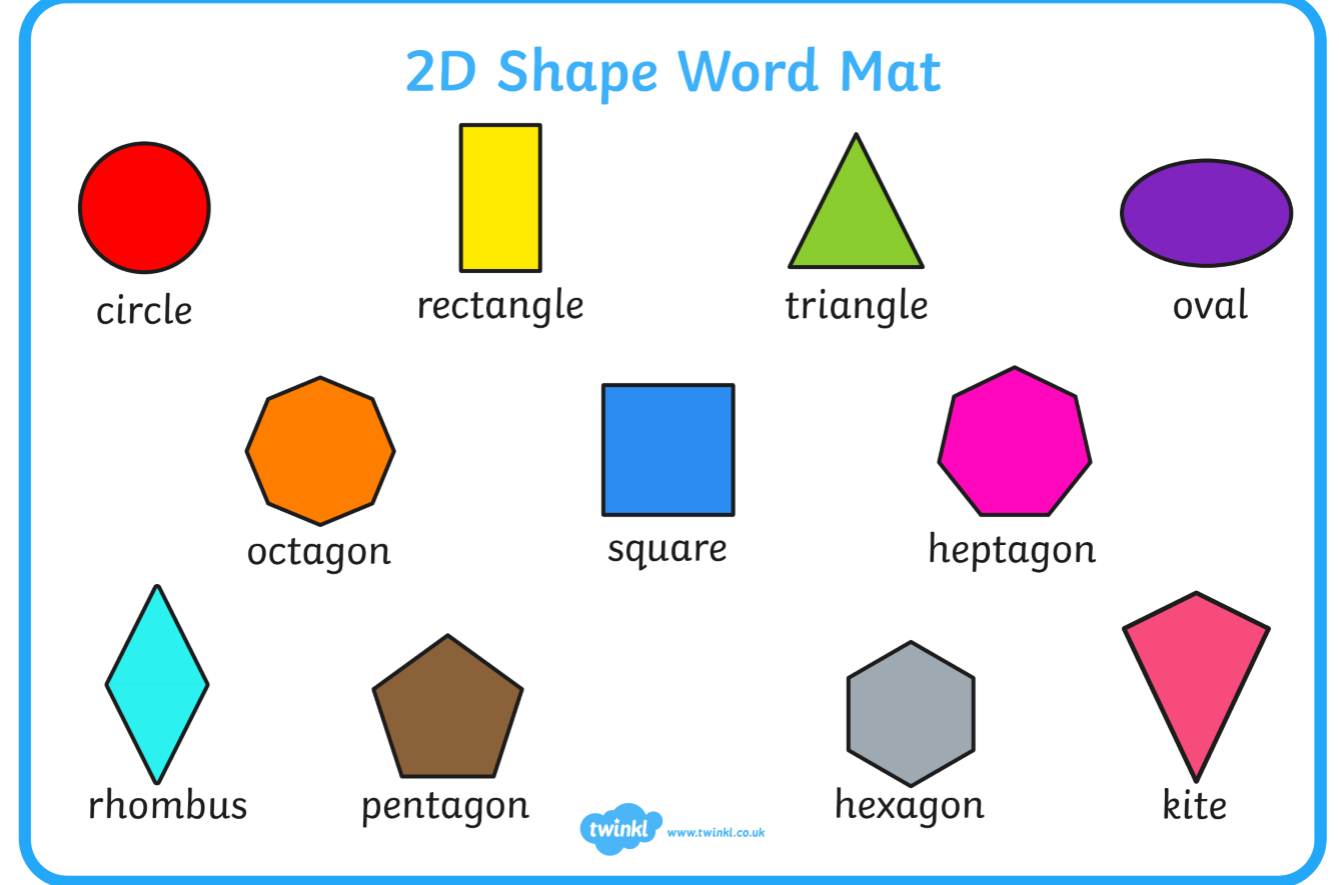 2D Shape Word Mat
circle
rectangle
triangle
oval
octagon
square
heptagon
rhombus
pentagon
hexagon
kite
twinkl www.twinkl.co.uk